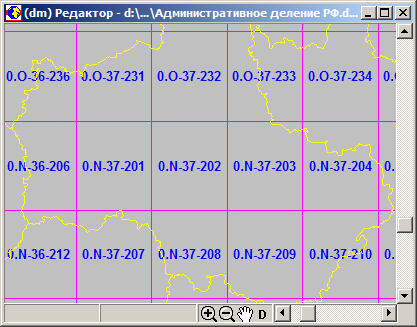 (dm) Редактор - d:\...\Административное деление РФ.d...
0.O-36-236 0.O-37-231 0.O-37-232 0.O-37-233 0.O-37-234 0.
0.N-36-206 0.N-37-201 0.N-37-202 0.N-37-203 0.N-37-204 0.
0.N-36-212 0.N-37-207 0.N-37-208 0.N-37-209 0.N-37-210 0.
D